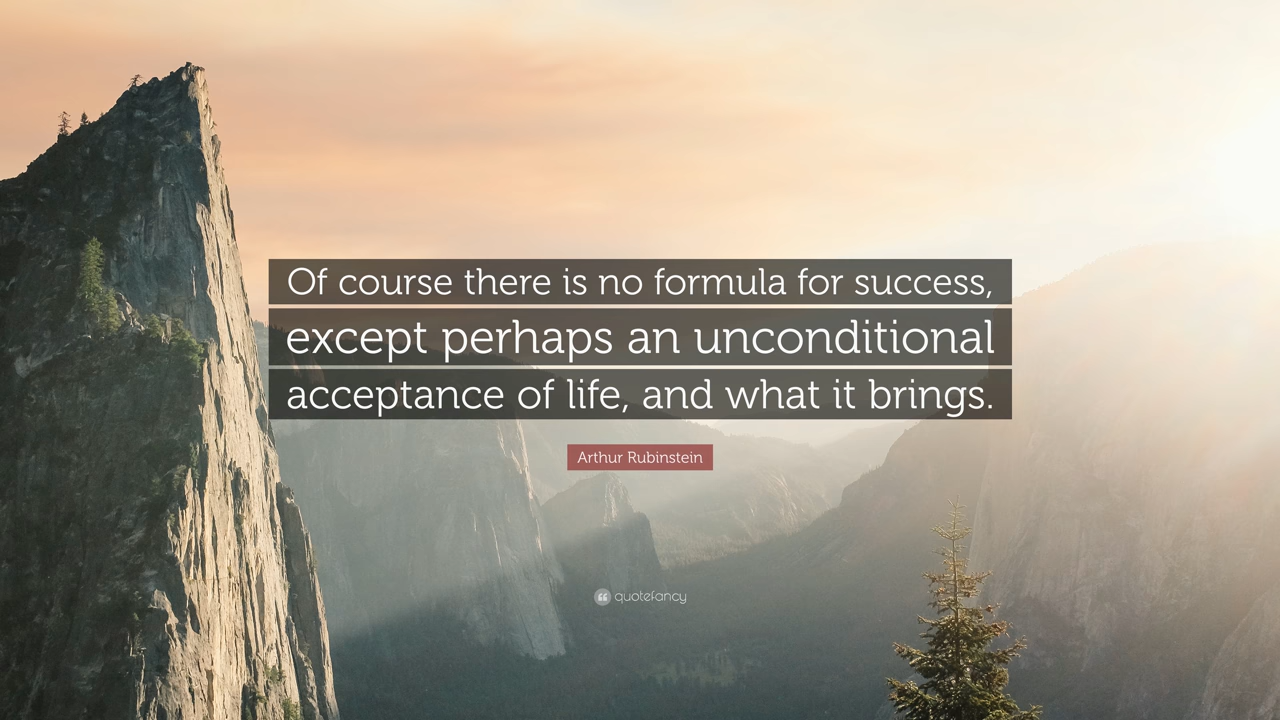 Of course there is no formula for success,
except perhaps an unconditional
acceptance of life, and what it brings.
Arthur Rubinstein
quotefancy